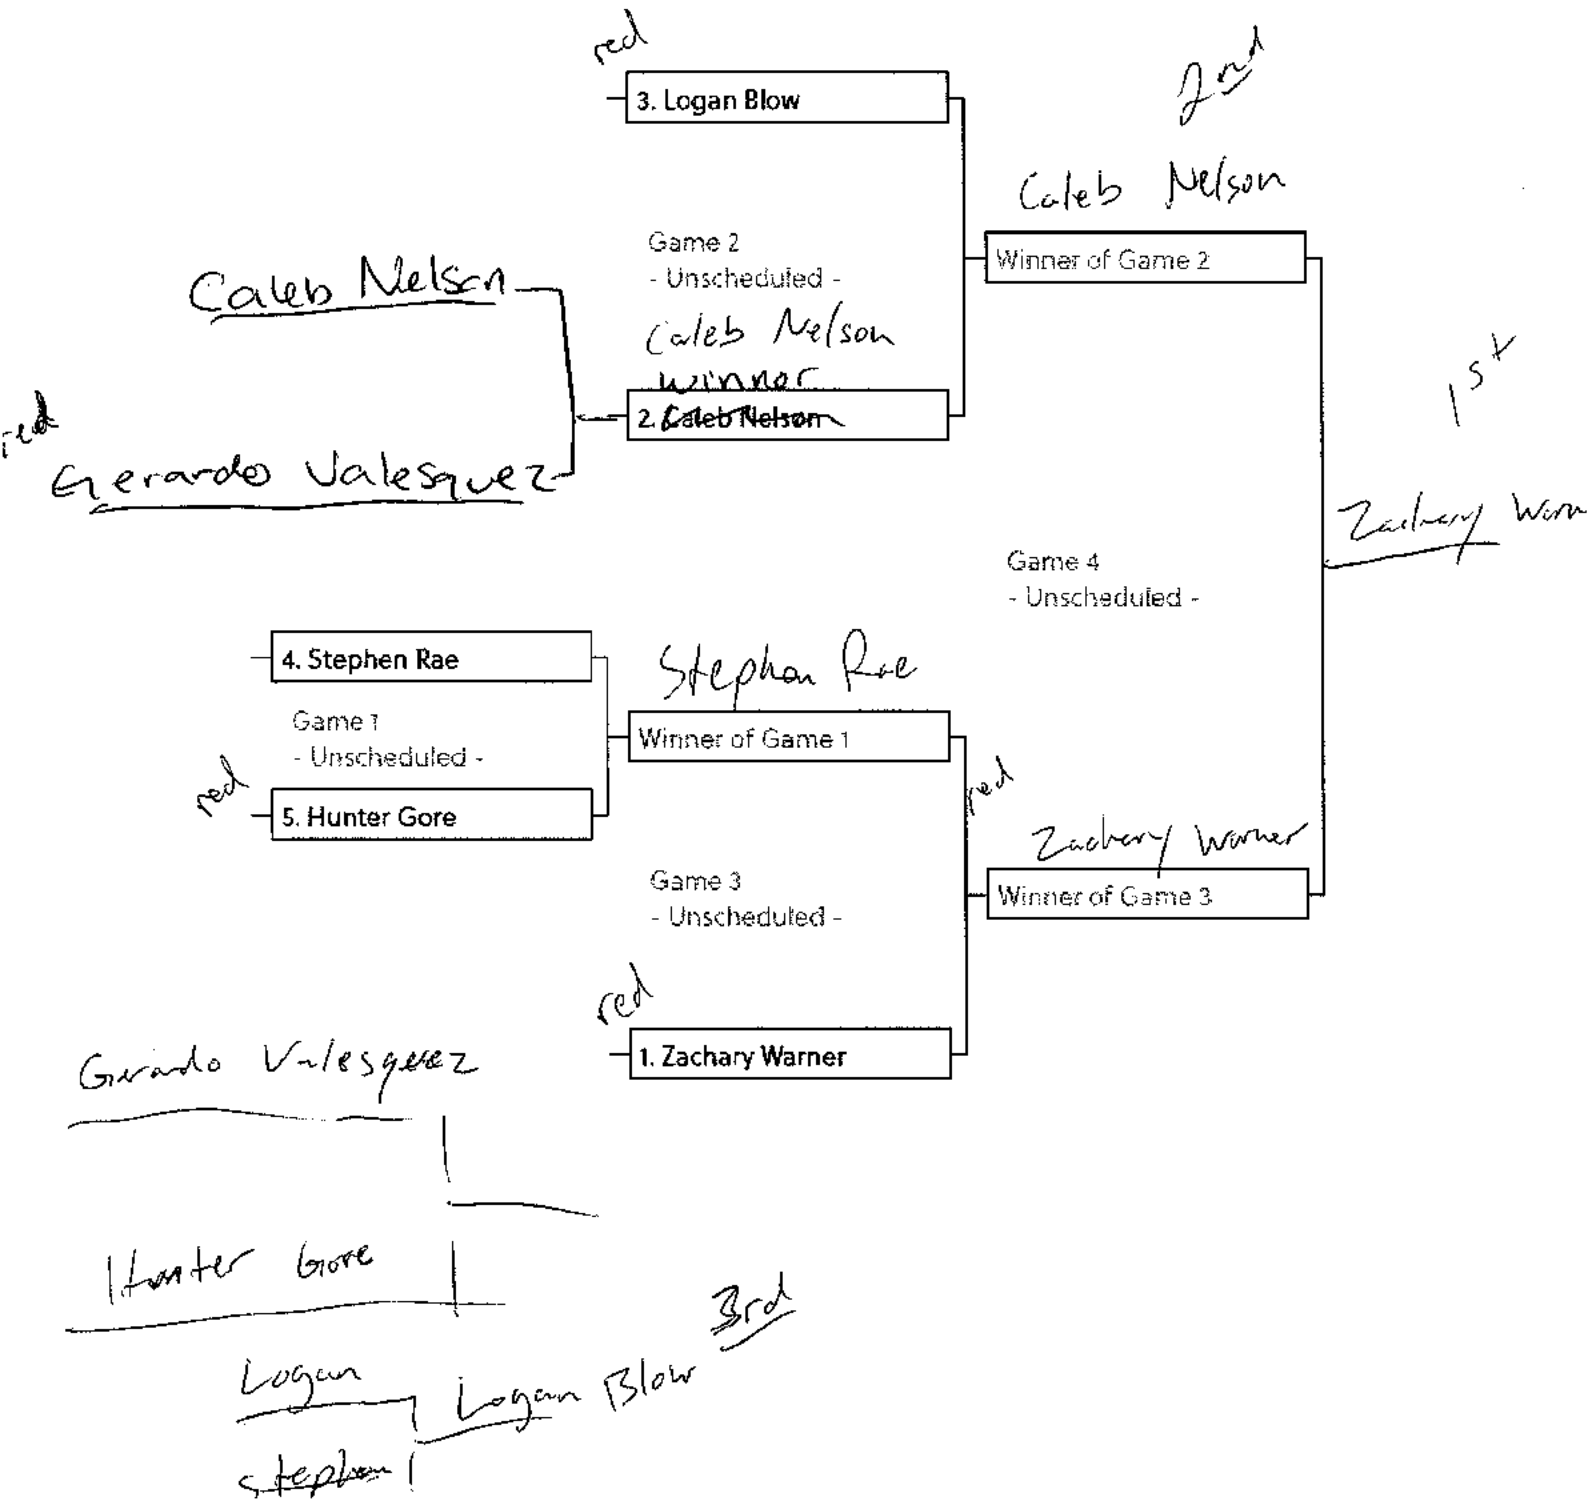 red
3. Logan Blow
2nd
Caleb Nelson
Game 2
- Unscheduled -
Winner of Game 2
Caleb Nelson
Caleb Nelson
winner
2. Caleb Nelson
1st
red
Gerardo Valesquez
Zachary Warn
Game 4
- Unscheduled -
4. Stephen Rae
Stephen Rae
Game 1
- Unscheduled -
Winner of Game 1
red
5. Hunter Gore
red
Zachary Warner
Game 3
- Unscheduled -
Winner of Game 3
red
1. Zachary Warner
Gerardo Valesquez
Hunter Gore
3rd
Logan
Logan Blow
Stephen